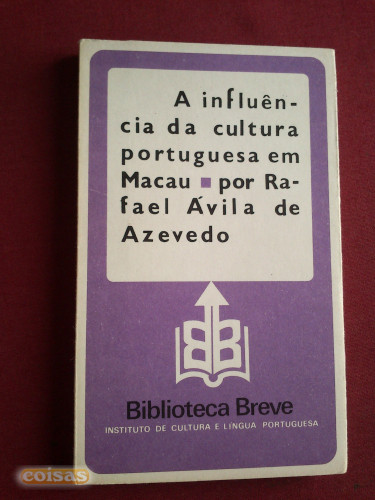 A influên-
cia da cultura
portuguesa em
Macau ▪ por Ra-
fael Ávila de
Azevedo
BB
Biblioteca Breve
INSTITUTO DE CULTURA E LÍNGUA PORTUGUESA
coisas